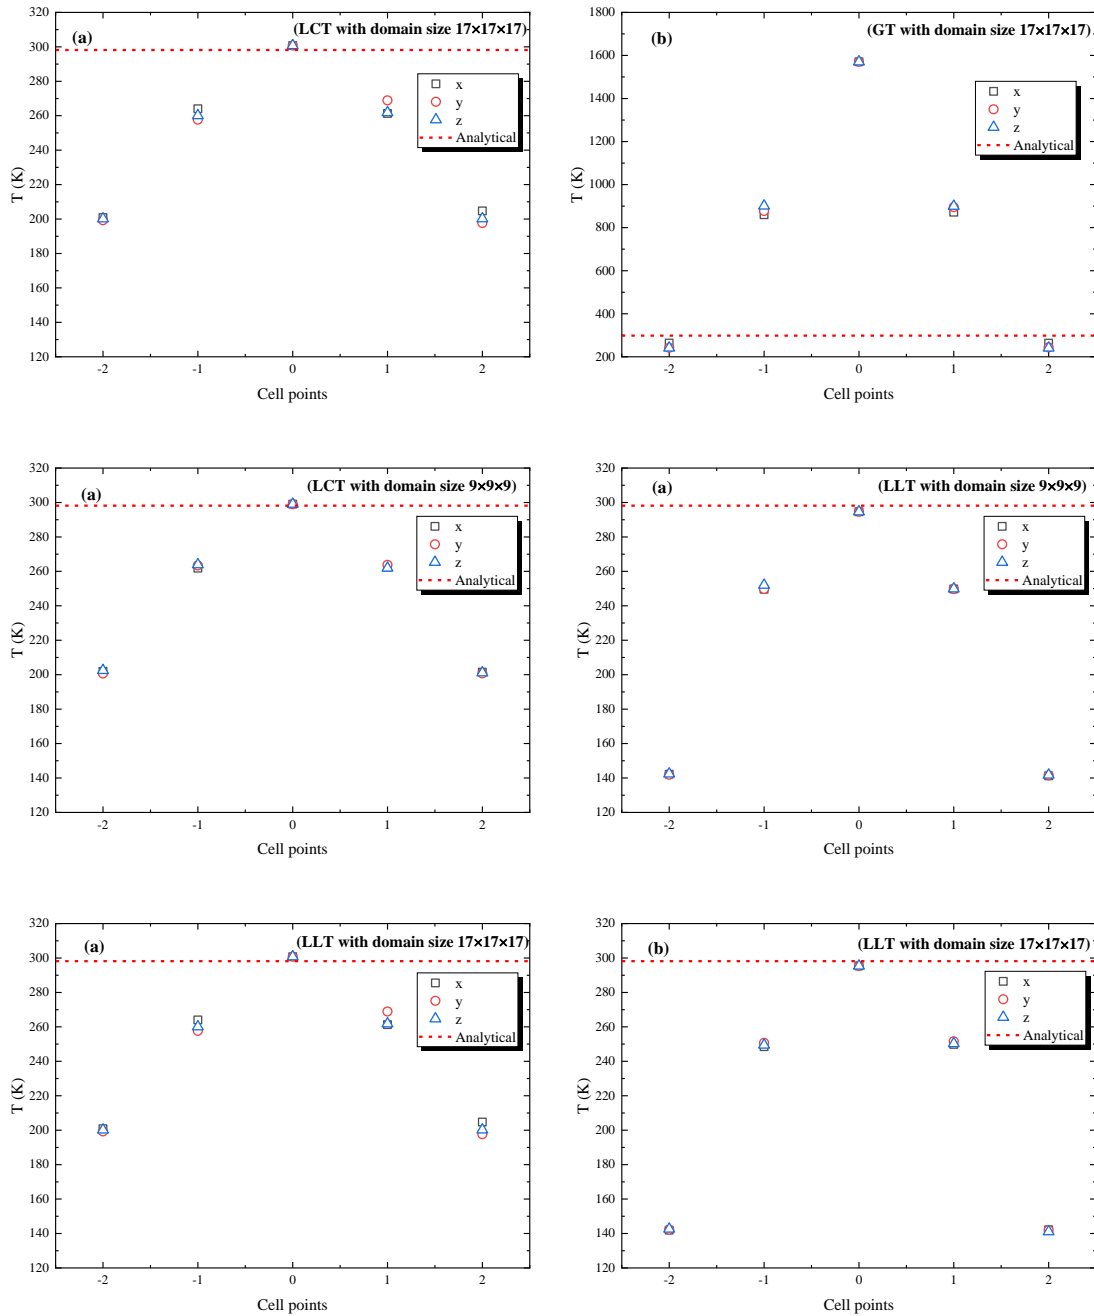 (a)
(LCT with domain size 17×17×17)
320
300
280
260
240
220
200
180
160
140
120
T (K)
x
y
z
Analytical
-2
-1
0
1
2
Cell points
(b)
(GT with domain size 17×17×17)
1800
1600
1400
1200
1000
800
600
400
200
T (K)
x
y
z
Analytical
-2
-1
0
1
2
Cell points
(a)
(LCT with domain size 9×9×9)
320
300
280
260
240
220
200
180
160
140
120
T (K)
x
y
z
Analytical
-2
-1
0
1
2
Cell points
(a)
(LLT with domain size 9×9×9)
320
300
280
260
240
220
200
180
160
140
120
T (K)
x
y
z
Analytical
-2
-1
0
1
2
Cell points
(a)
(LLT with domain size 17×17×17)
320
300
280
260
240
220
200
180
160
140
120
T (K)
x
y
z
Analytical
-2
-1
0
1
2
Cell points
(b)
(LLT with domain size 17×17×17)
320
300
280
260
240
220
200
180
160
140
120
T (K)
x
y
z
Analytical
-2
-1
0
1
2
Cell points